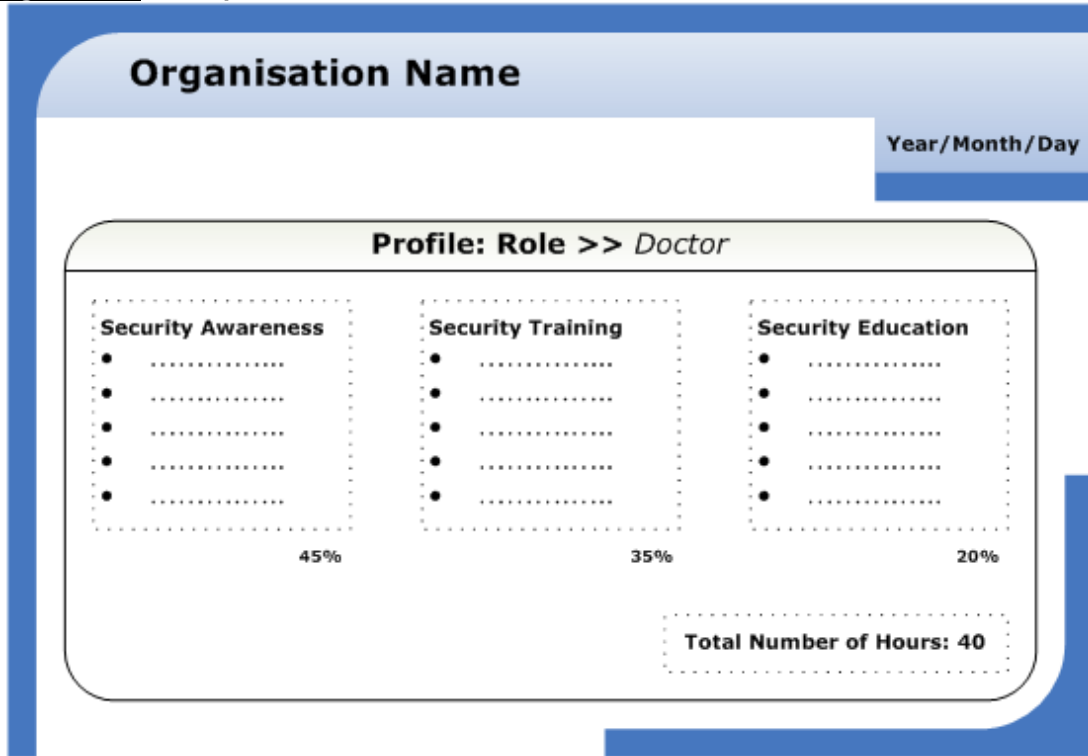 Organisation Name
Year/Month/Day
Profile: Role >> Doctor
Security Awareness
• ...............
• ...............
• ...............
• ...............
• ...............
45%
Security Training
• ...............
• ...............
• ...............
• ...............
• ...............
35%
Security Education
• ...............
• ...............
• ...............
• ...............
• ...............
20%
Total Number of Hours: 40